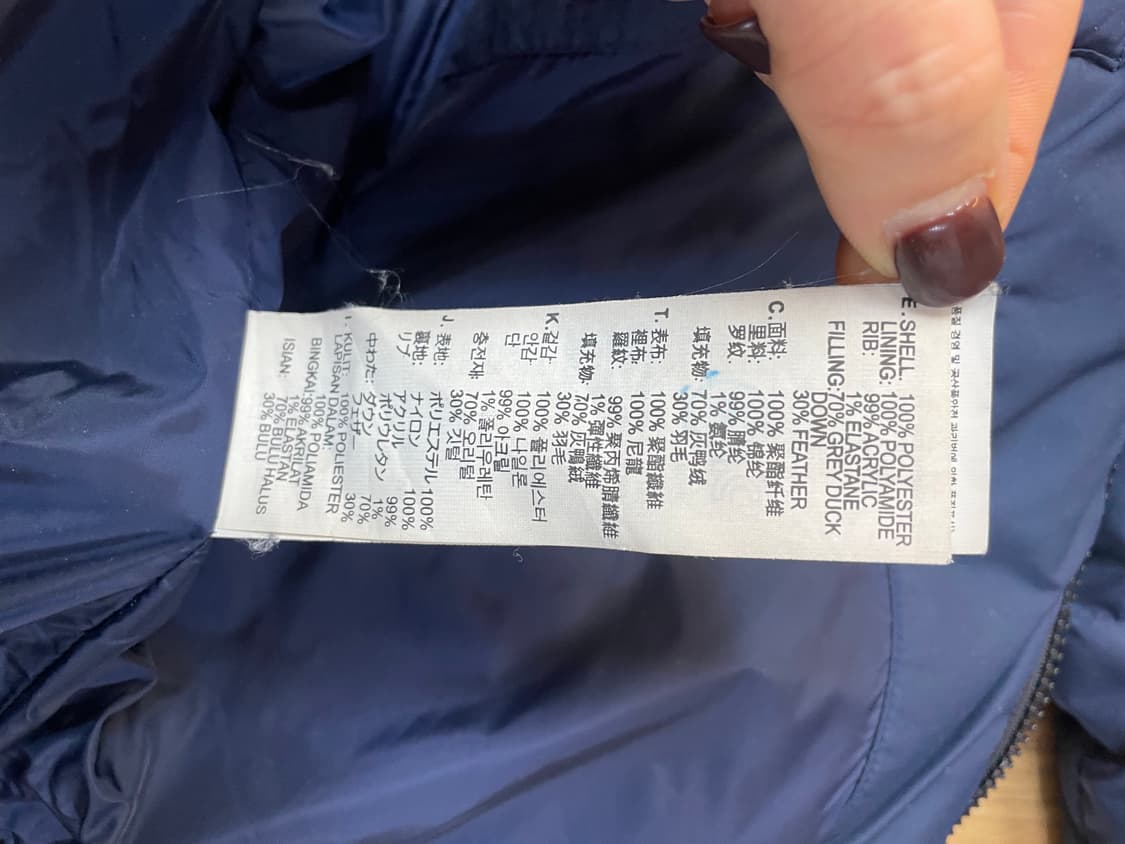 E. SHELL: 100% POLYESTER
LINING: 100% POLYAMIDE
RIB: 99% ACRYLIC
1% ELASTANE
FILLING: 70% GREY DUCK
DOWN
30% FEATHER
C. 面料: 100% 聚酯纤维
里料: 100% 锦纶
罗纹: 99% 腈纶
1% 氨纶
填充物: 70% 灰鸭绒
30% 羽毛
T. 表布: 100% 聚酯纖維
裡布: 100% 尼龍
羅紋: 99% 聚丙烯腈纖維
1% 彈性纖維
填充物: 70% 灰鴨絨
30% 羽毛
K. 겉감 100% 폴리에스터
안감 100% 나일론
단 99% 아크릴
1% 폴리우레탄
충전재: 70% 오리털
30% 깃털
J. 表地: ポリエステル 100%
裏地: ナイロン 100%
リブ アクリル 99%
ポリウレタン 1%
中わた: ダウン 70%
フェザー 30%
I. KULIT: 100% POLIESTER
LAPISAN DALAM:
100% POLIAMIDA
BINGKAI: 99% AKRILAT
1% ELASTAN
ISIAN: 70% BULU HALUS
30% BULU